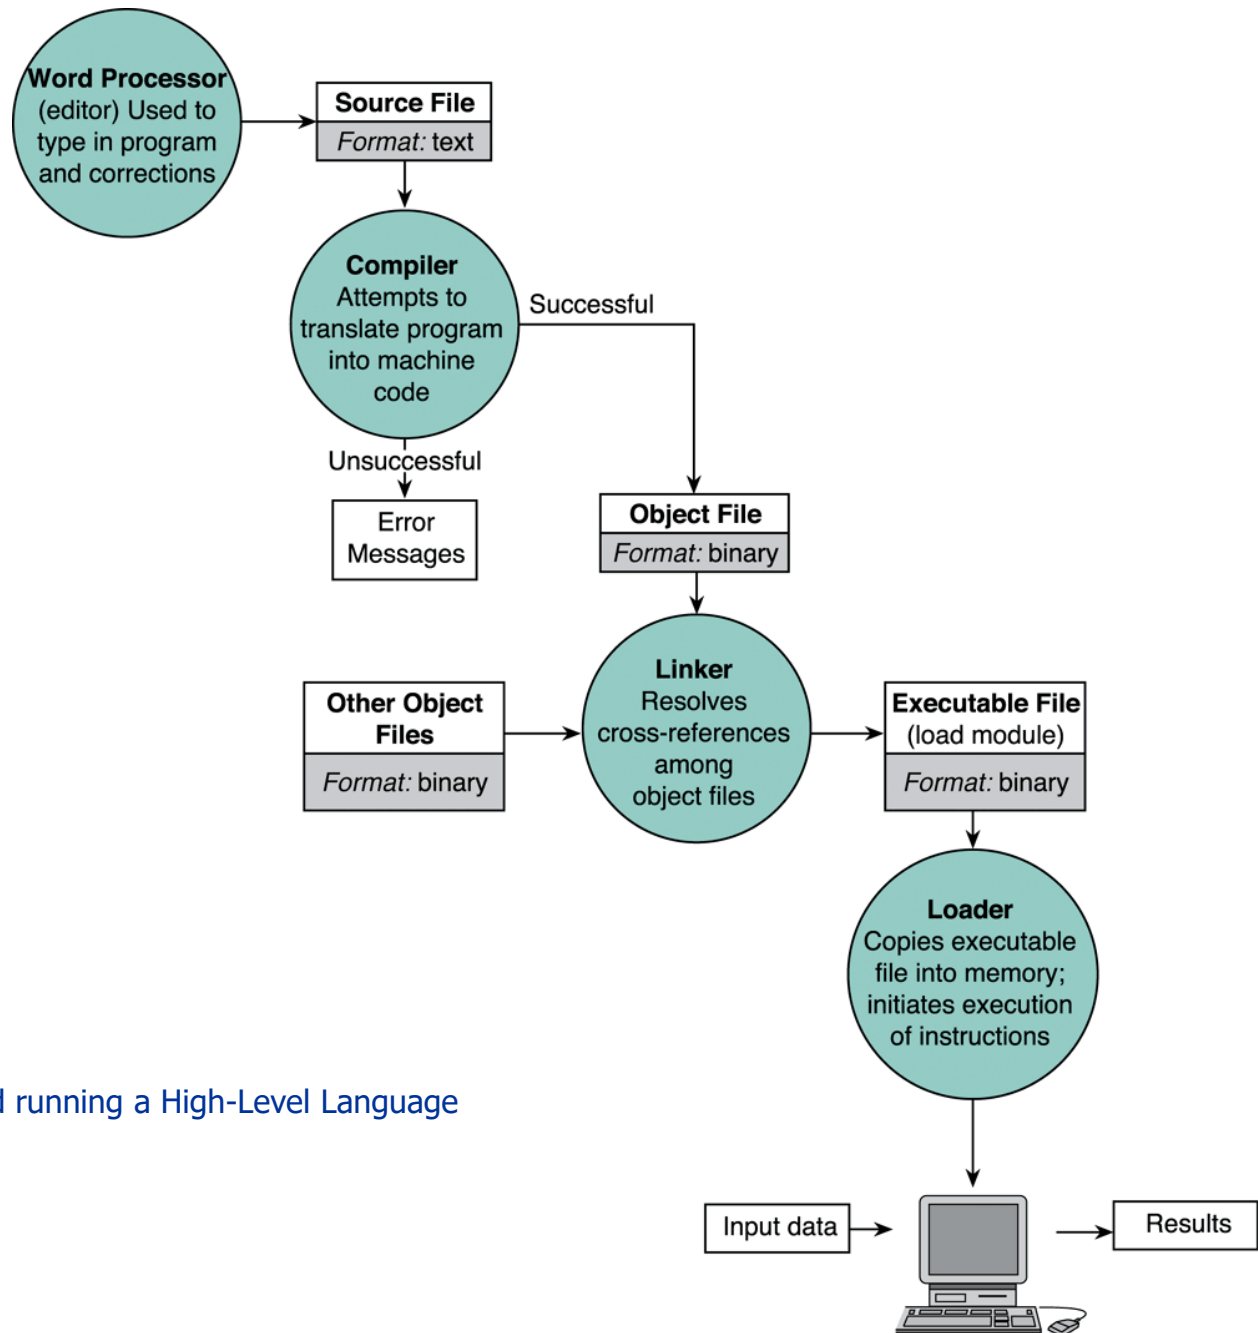 Word Processor
(editor) Used to
type in program
and corrections
Source File
Format: text
Compiler
Attempts to
translate program
into machine
code
Successful
Unsuccessful
Error
Messages
Object File
Format: binary
Other Object
Files
Format: binary
Linker
Resolves
cross-references
among
object files
Executable File
(load module)
Format: binary
Loader
Copies executable
file into memory;
initiates execution
of instructions
running a High-Level Language
Input data
Results